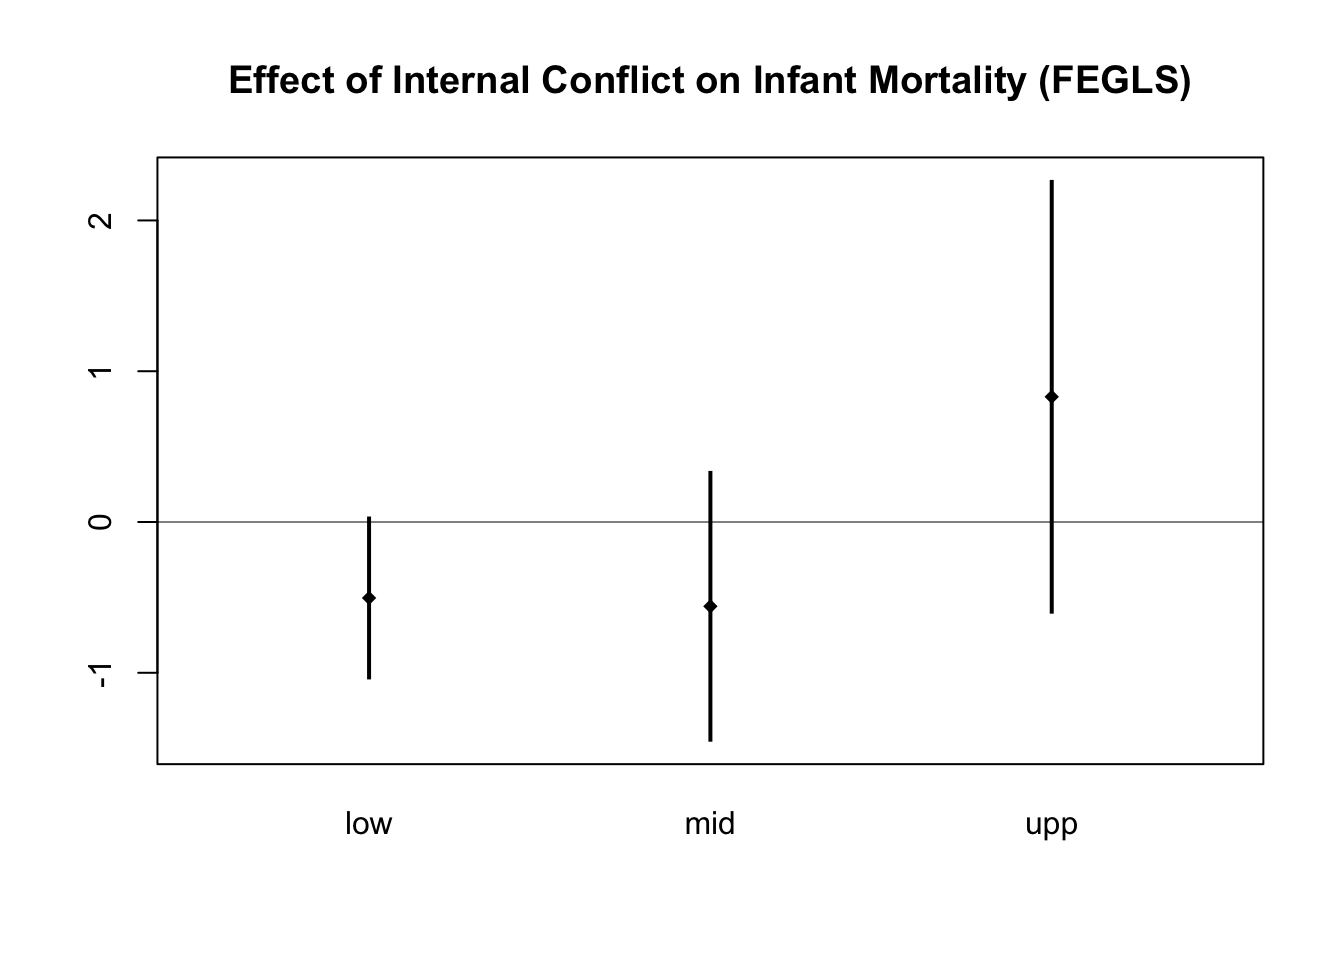 Effect of Internal Conflict on Infant Mortality (FEGLS)
2
1
0
-1
low mid upp